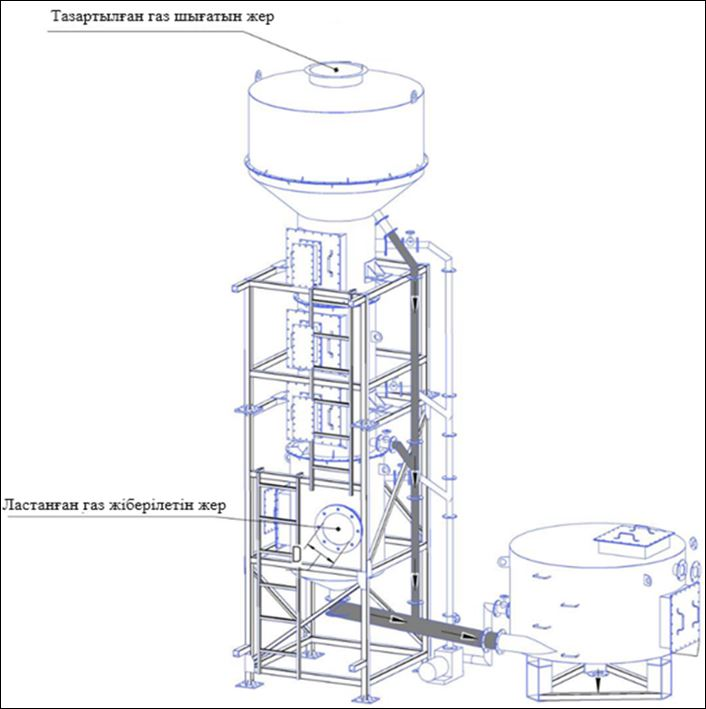 Тазартылған газ шығатын жер
Ластанған газ жіберілетін жер
D